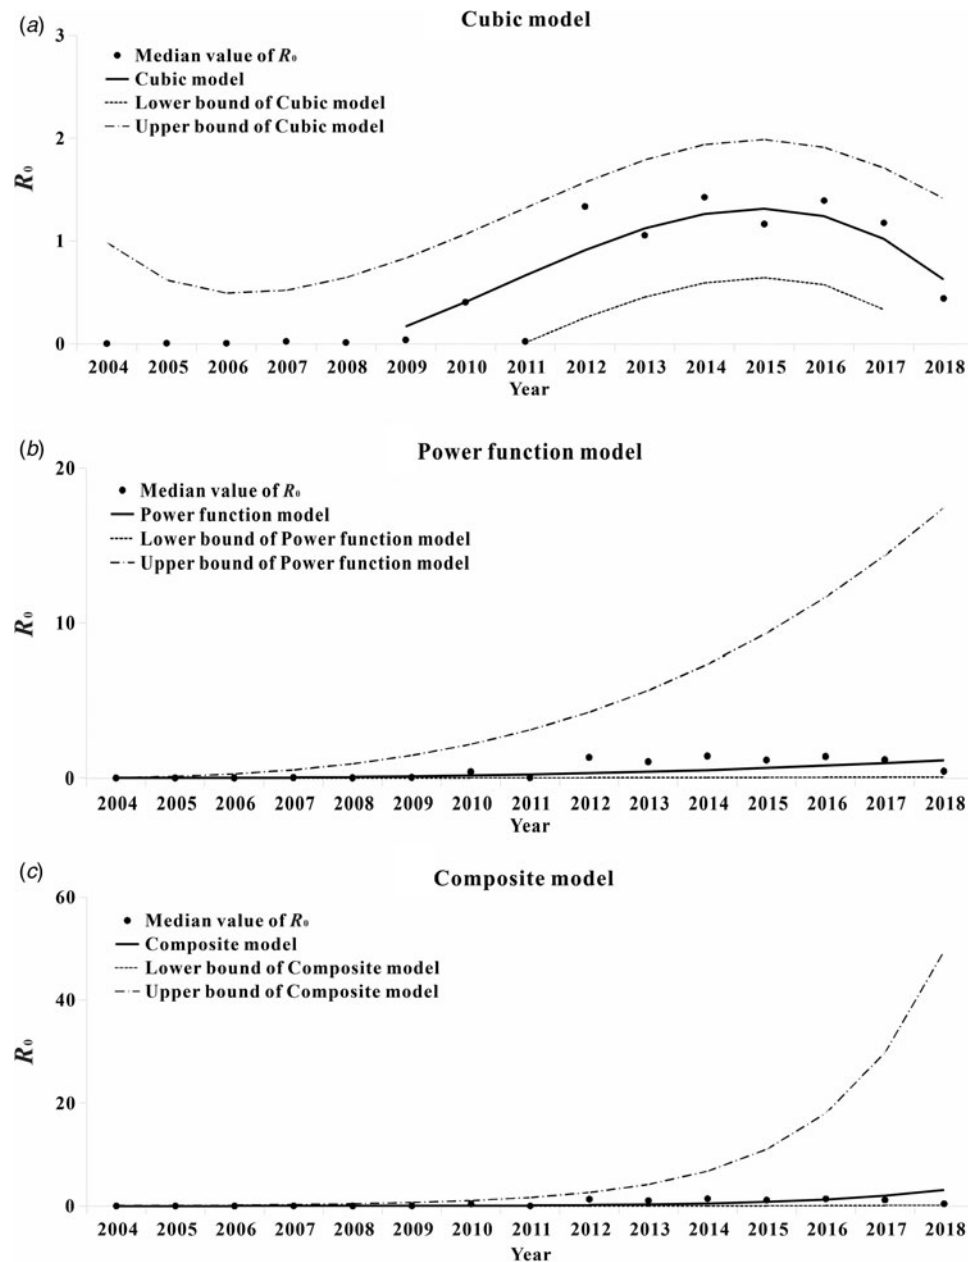 (a)
Cubic model
3
Median value of R₀
Cubic model
Lower bound of Cubic model
Upper bound of Cubic model
2
R₀
1
0
2004 2005 2006 2007 2008 2009 2010 2011 2012 2013 2014 2015 2016 2017 2018
Year
(b)
Power function model
20
Median value of R₀
Power function model
Lower bound of Power function model
Upper bound of Power function model
R₀
10
0
2004 2005 2006 2007 2008 2009 2010 2011 2012 2013 2014 2015 2016 2017 2018
Year
(c)
Composite model
60
Median value of R₀
Composite model
Lower bound of Composite model
Upper bound of Composite model
40
R₀
20
0
2004 2005 2006 2007 2008 2009 2010 2011 2012 2013 2014 2015 2016 2017 2018
Year